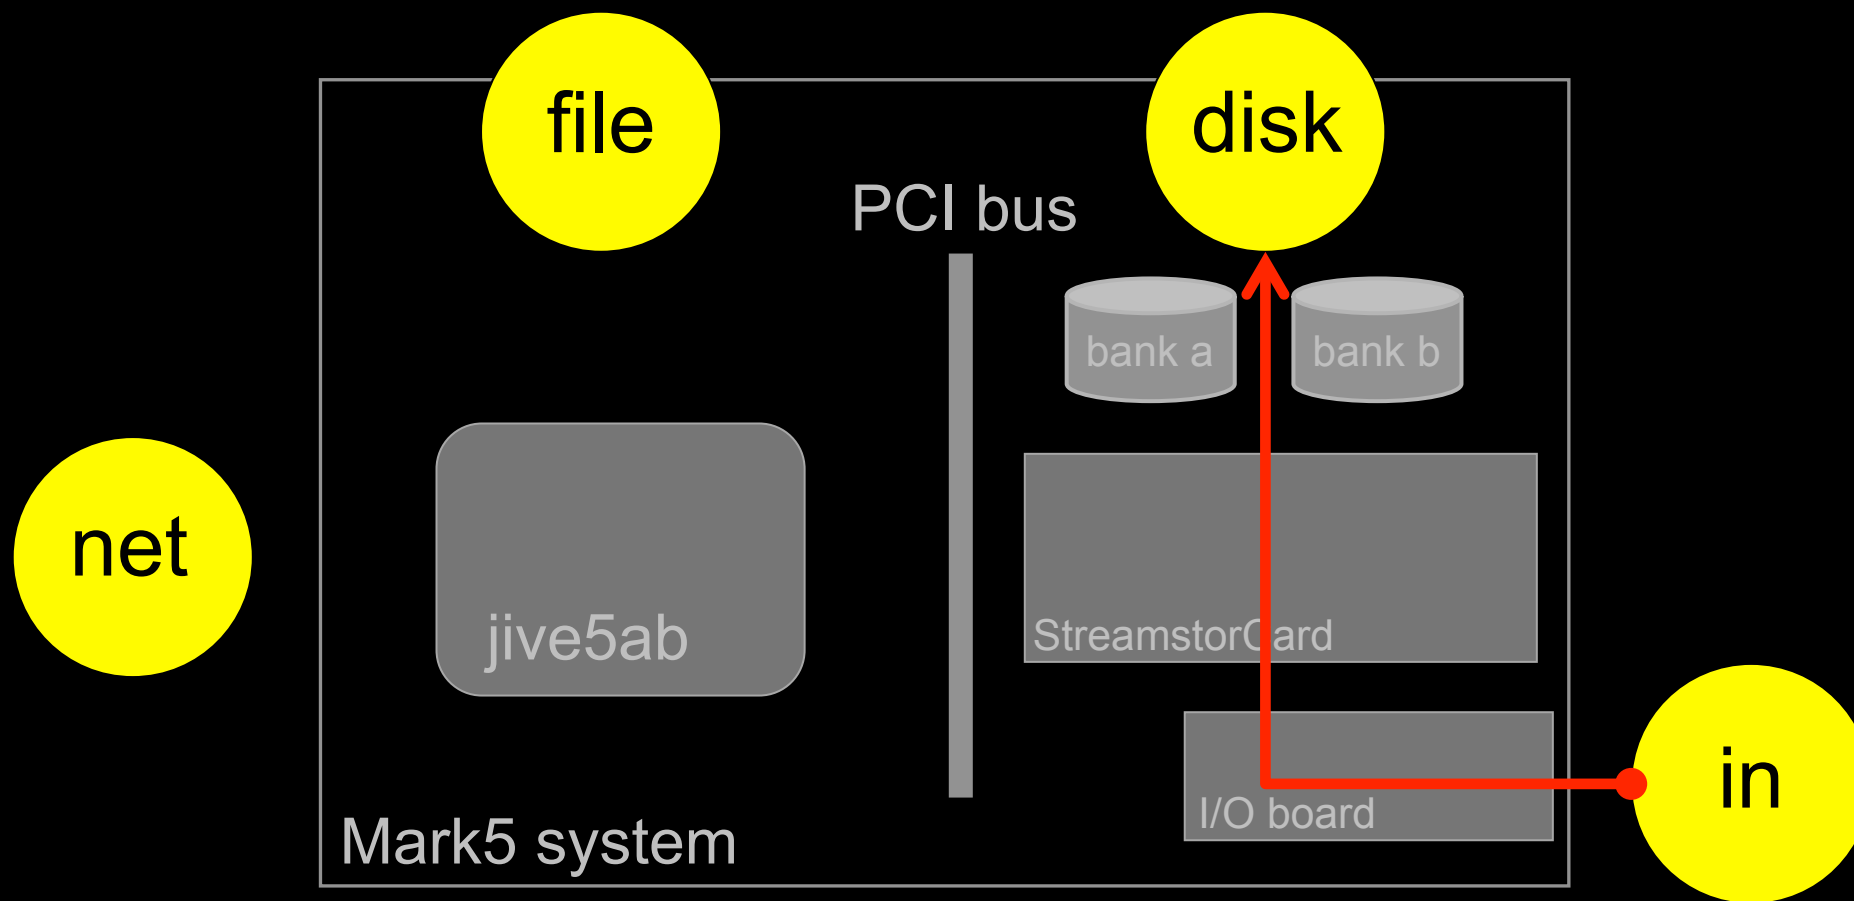 file
disk
PCI bus
bank a
bank b
net
jive5ab
StreamstorCard
in
I/O board
Mark5 system